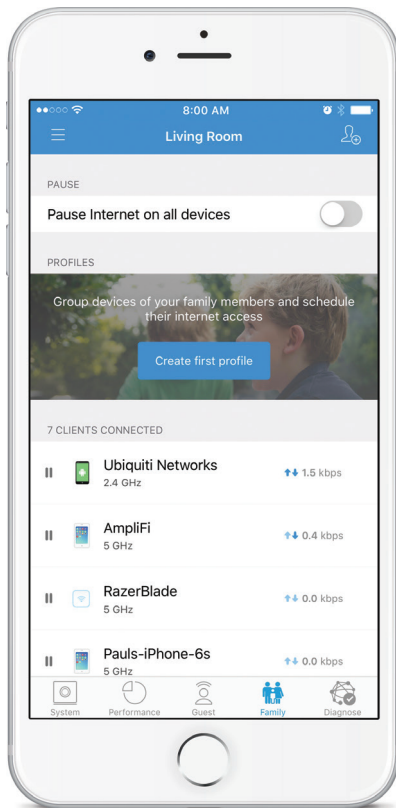 8:00 AM
Living Room
PAUSE
Pause Internet on all devices
PROFILES
Group devices of your family members and schedule
their internet access
Create first profile
7 CLIENTS CONNECTED
Ubiquiti Networks
2.4 GHz
1.5 kbps
AmpliFi
5 GHz
0.4 kbps
RazerBlade
5 GHz
0.0 kbps
Pauls-iPhone-6s
5 GHz
0.0 kbps
System Performance Guest Family Diagnose